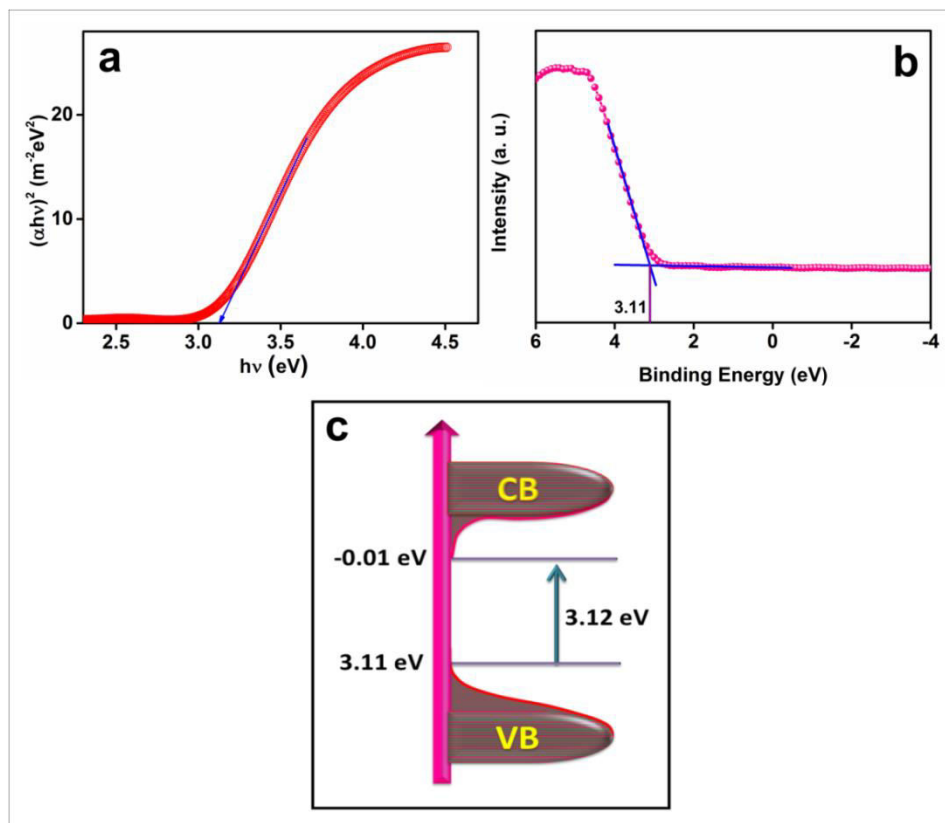 a
(αhν)² (m⁻²eV²)
20
10
0
2.5 3.0 3.5 4.0 4.5
hν (eV)
b
Intensity (a. u.)
3.11
6 4 2 0 -2 -4
Binding Energy (eV)
c
CB
-0.01 eV
3.12 eV
3.11 eV
VB